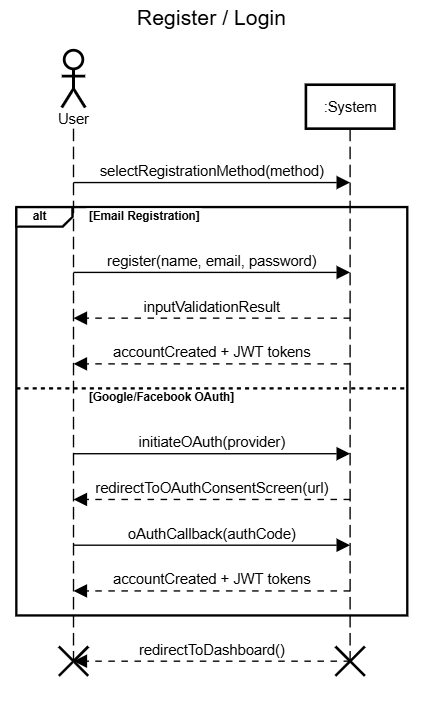 Register / Login
User
:System
selectRegistrationMethod(method)
alt
[Email Registration]
register(name, email, password)
inputValidationResult
accountCreated + JWT tokens
[Google/Facebook OAuth]
initiateOAuth(provider)
redirectToOAuthConsentScreen(url)
oAuthCallback(authCode)
accountCreated + JWT tokens
redirectToDashboard()